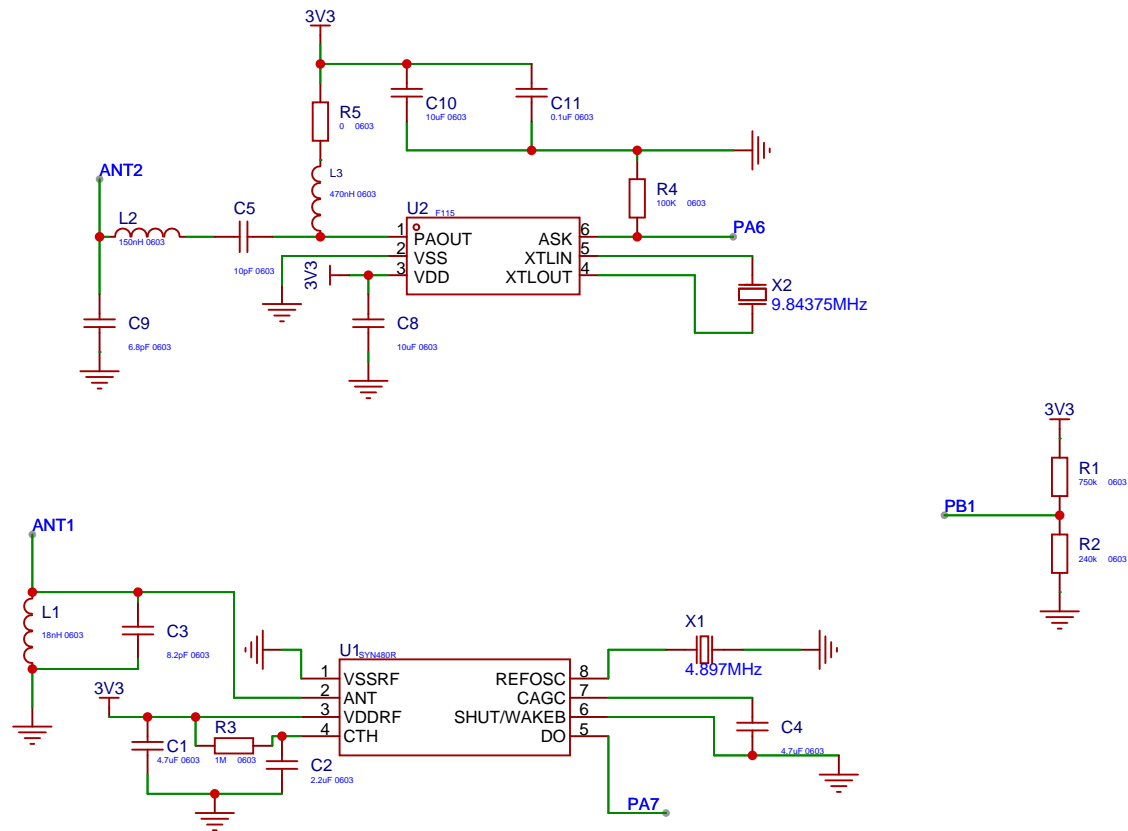 3V3
R5
0 0603
C10
10uF 0603
C11
0.1uF 0603
L3
470nH 0603
ANT2
L2
150nH 0603
C5
10pF 0603
R4
100K 0603
PA6
U2 F115
1 PAOUT
2 VSS
3 VDD
ASK 6
XTLIN 5
XTLOUT 4
3V3
X2
9.84375MHz
C9
6.8pF 0603
C8
10uF 0603
3V3
R1
750k 0603
PB1
R2
240k 0603
ANT1
L1
18nH 0603
C3
8.2pF 0603
U1 SYN480R
1 VSSRF
2 ANT
3 VDDRF
4 CTH
REFOSC 8
CAGC 7
SHUT/WAKEB 6
DO 5
X1
4.897MHz
3V3
C1
4.7uF 0603
R3
1M 0603
C2
2.2uF 0603
C4
4.7uF 0603
PA7